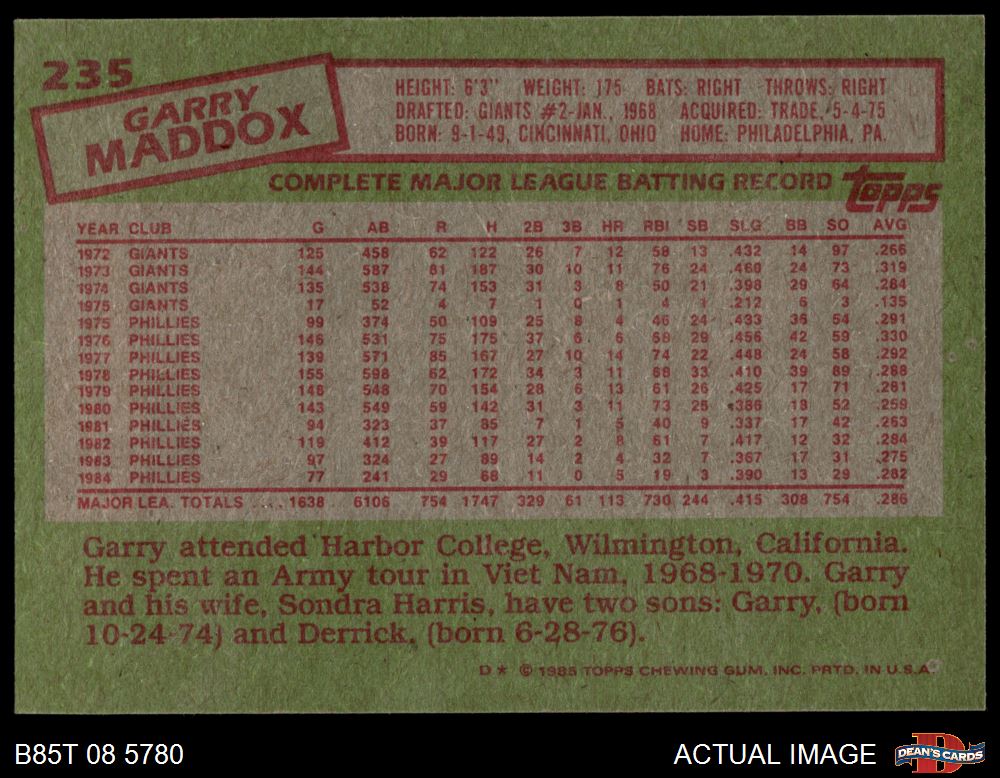 235
GARRY
MADDOX
HEIGHT: 6'3" WEIGHT: 175 BATS: RIGHT THROWS: RIGHT
DRAFTED: GIANTS #2-JAN., 1968 ACQUIRED: TRADE, 5-4-75
BORN: 9-1-49, CINCINNATI, OHIO HOME: PHILADELPHIA, PA.
COMPLETE MAJOR LEAGUE BATTING RECORD
Topps
YEAR CLUB G AB R H 2B 3B HR RBI SB SLG BB SO AVG
1972 GIANTS 125 458 62 122 26 7 12 58 13 .432 14 97 .266
1973 GIANTS 144 587 81 187 30 10 11 76 24 .460 24 73 .319
1974 GIANTS 135 538 74 153 31 3 8 50 21 .398 29 64 .284
1975 GIANTS 17 52 4 7 1 0 1 4 1 .212 6 3 .135
1975 PHILLIES 99 374 50 109 25 8 4 46 24 .433 36 54 .291
1976 PHILLIES 146 531 75 175 37 6 6 68 29 .456 42 59 .330
1977 PHILLIES 139 571 85 167 27 10 14 74 22 .448 24 58 .292
1978 PHILLIES 155 598 62 172 34 3 11 68 33 .410 39 89 .288
1979 PHILLIES 148 548 70 154 28 6 13 61 26 .425 17 71 .281
1980 PHILLIES 143 549 59 142 31 3 11 73 25 .386 18 52 .259
1981 PHILLIES 94 323 37 85 7 1 5 40 9 .337 17 42 .263
1982 PHILLIES 119 412 39 117 27 2 8 61 7 .417 12 32 .284
1983 PHILLIES 97 324 27 89 14 2 4 32 7 .367 17 31 .275
1984 PHILLIES 77 241 29 68 11 0 5 19 3 .390 13 29 .282
MAJOR LEA. TOTALS .... 1638 6106 754 1747 329 61 113 730 244 .415 308 754 .286
Garry attended Harbor College, Wilmington, California.
He spent an Army tour in Viet Nam, 1968-1970. Garry
and his wife, Sondra Harris, have two sons: Garry, (born
10-24-74) and Derrick, (born 6-28-76).
D * © 1985 TOPPS CHEWING GUM, INC. PRTD. IN U.S.A.
B85T 08 5780
ACTUAL IMAGE
D
DEAN'S CARDS